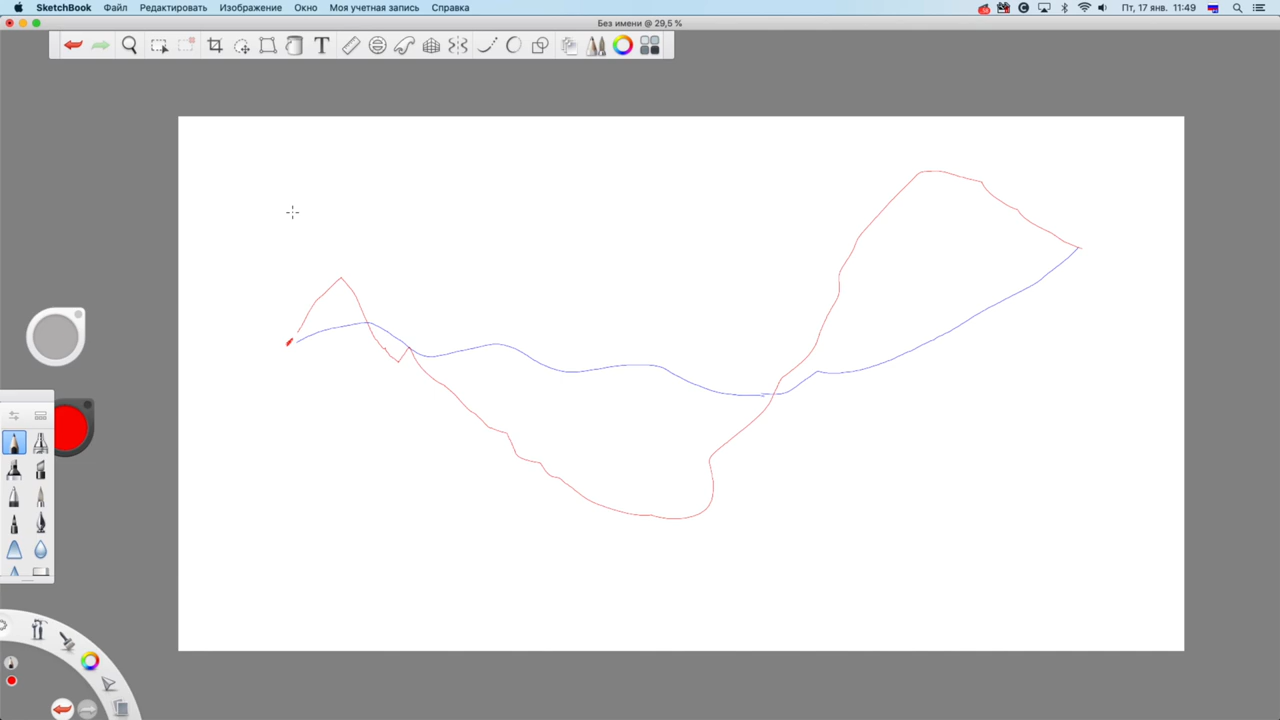 SketchBook Файл Редактировать Изображение Окно Моя учетная запись Справка Пт, 17 янв. 11:49
Без имени @ 29,5 %
T